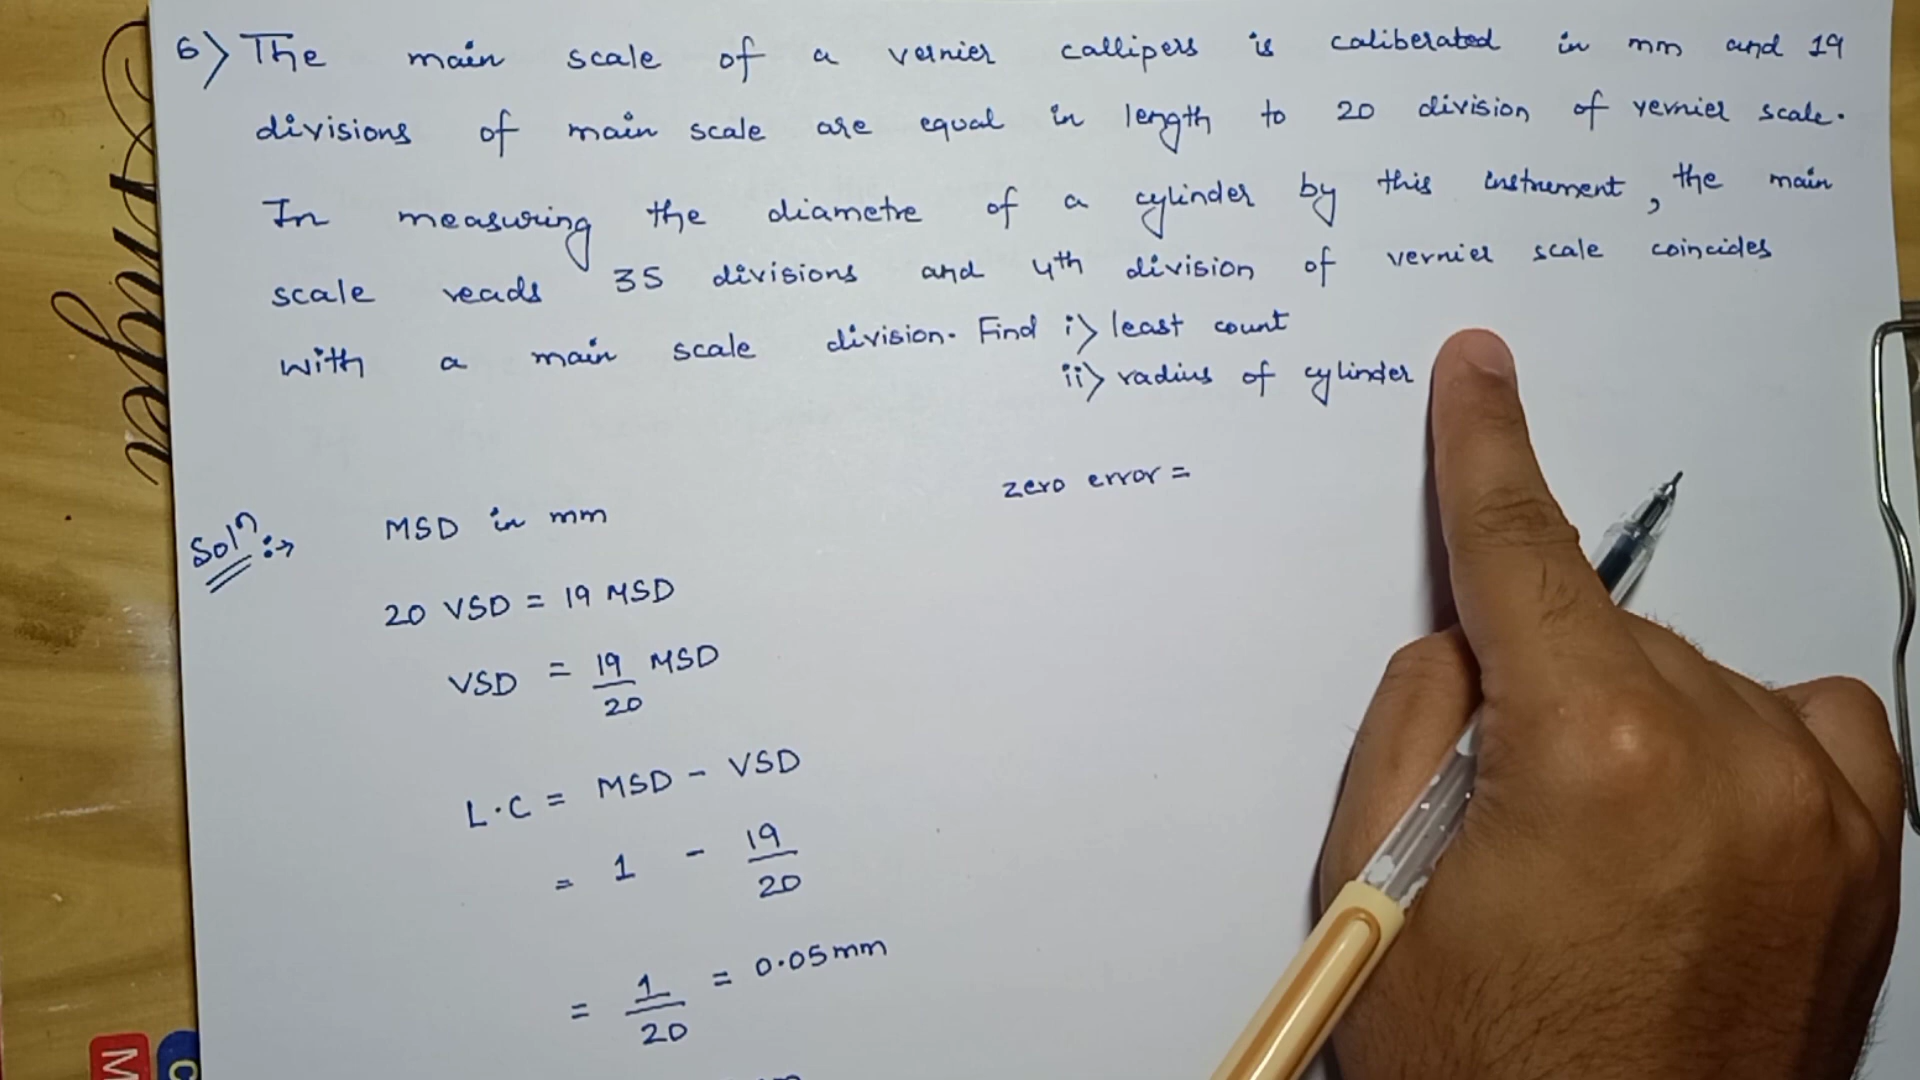 6) The main scale of a vernier callipers is caliberated in mm and 19
divisions of main scale are equal in length to 20 division of vernier scale.
In measuring the diametre of a cylinder by this instrument, the main
scale reads 35 divisions and 4th division of vernier scale coincides
with a main scale division. Find i) least count
ii) radius of cylinder
zero error =
Soln :→
MSD in mm
20 VSD = 19 MSD
VSD = 19/20 MSD
L.C = MSD - VSD
= 1 - 19/20
= 1/20 = 0.05mm